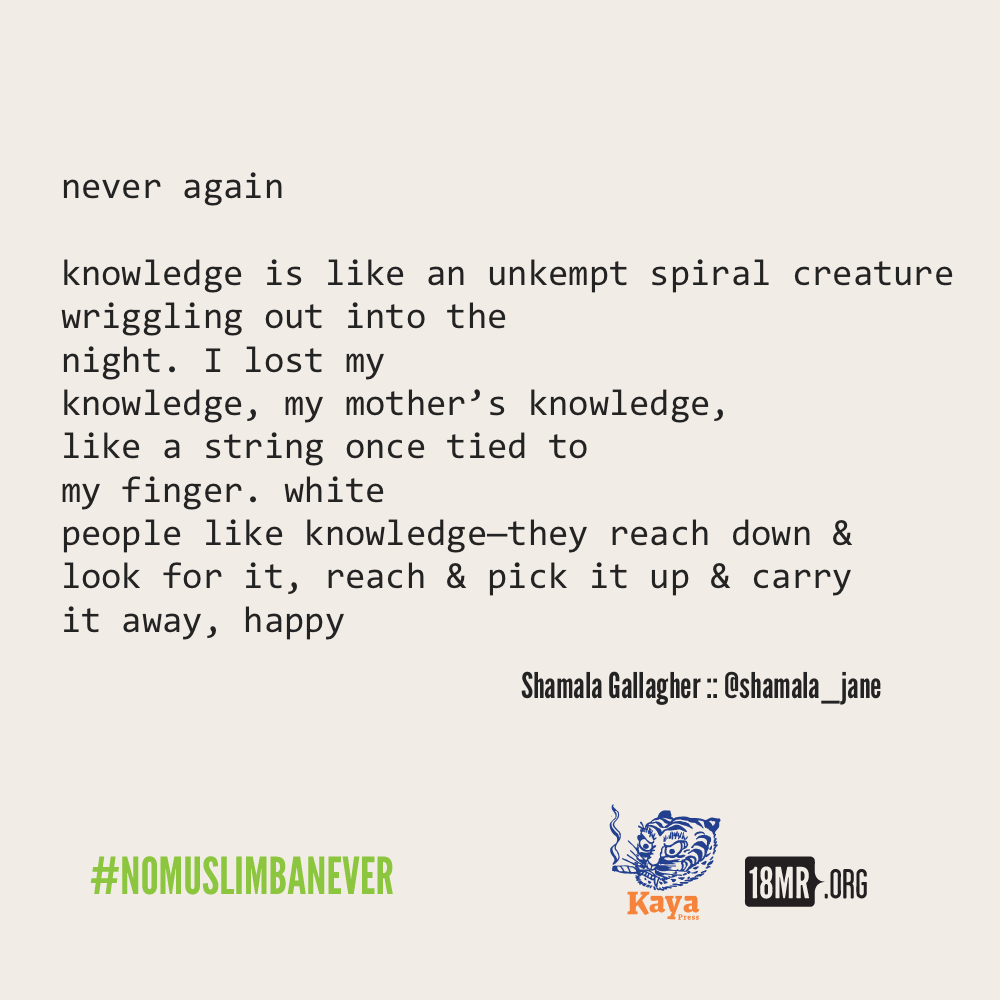 never again
knowledge is like an unkempt spiral creature
wriggling out into the
night. I lost my
knowledge, my mother’s knowledge,
like a string once tied to
my finger. white
people like knowledge—they reach down &
look for it, reach & pick it up & carry
it away, happy
Shamala Gallagher :: @shamala_jane
#NOMUSLIMBANEVER
Kaya
Press
18MR.ORG